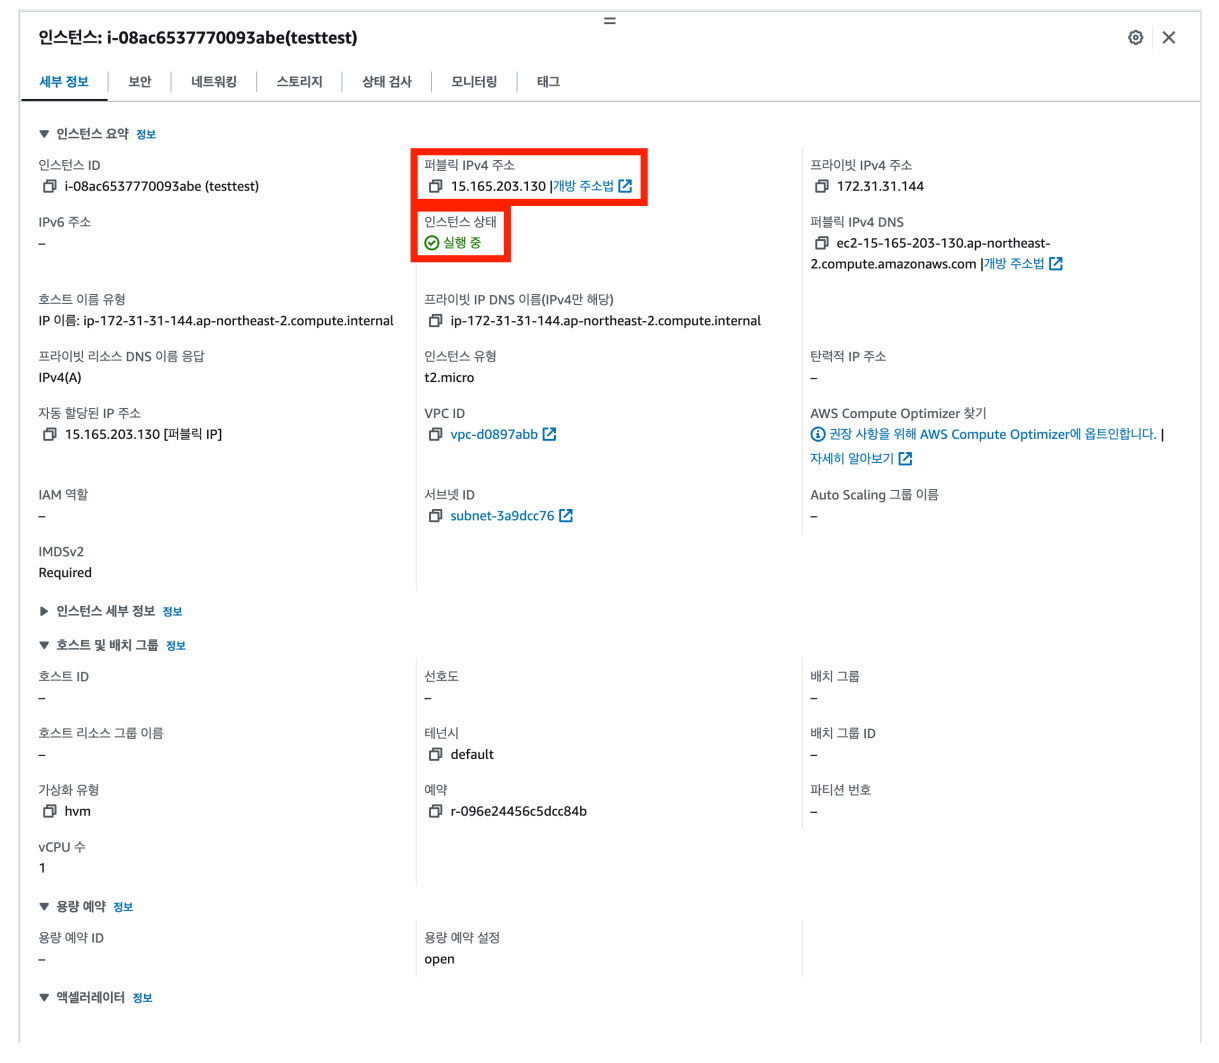 인스턴스: i-08ac6537770093abe(testtest)
세부 정보
보안
네트워킹
스토리지
상태 검사
모니터링
태그
인스턴스 요약 정보
인스턴스 ID
i-08ac6537770093abe (testtest)
퍼블릭 IPv4 주소
15.165.203.130 |개방 주소법
프라이빗 IPv4 주소
172.31.31.144
IPv6 주소
–
인스턴스 상태
실행 중
퍼블릭 IPv4 DNS
ec2-15-165-203-130.ap-northeast-
2.compute.amazonaws.com |개방 주소법
호스트 이름 유형
IP 이름: ip-172-31-31-144.ap-northeast-2.compute.internal
프라이빗 IP DNS 이름(IPv4만 해당)
ip-172-31-31-144.ap-northeast-2.compute.internal
프라이빗 리소스 DNS 이름 응답
IPv4(A)
인스턴스 유형
t2.micro
탄력적 IP 주소
–
자동 할당된 IP 주소
15.165.203.130 [퍼블릭 IP]
VPC ID
vpc-d0897abb
AWS Compute Optimizer 찾기
권장 사항을 위해 AWS Compute Optimizer에 옵트인합니다. |
자세히 알아보기
IAM 역할
–
서브넷 ID
subnet-3a9dcc76
Auto Scaling 그룹 이름
–
IMDSv2
Required
인스턴스 세부 정보 정보
호스트 및 배치 그룹 정보
호스트 ID
–
선호도
–
배치 그룹
–
호스트 리소스 그룹 이름
–
테넌시
default
배치 그룹 ID
–
가상화 유형
hvm
예약
r-096e24456c5dcc84b
파티션 번호
–
vCPU 수
1
용량 예약 정보
용량 예약 ID
–
용량 예약 설정
open
액셀러레이터 정보